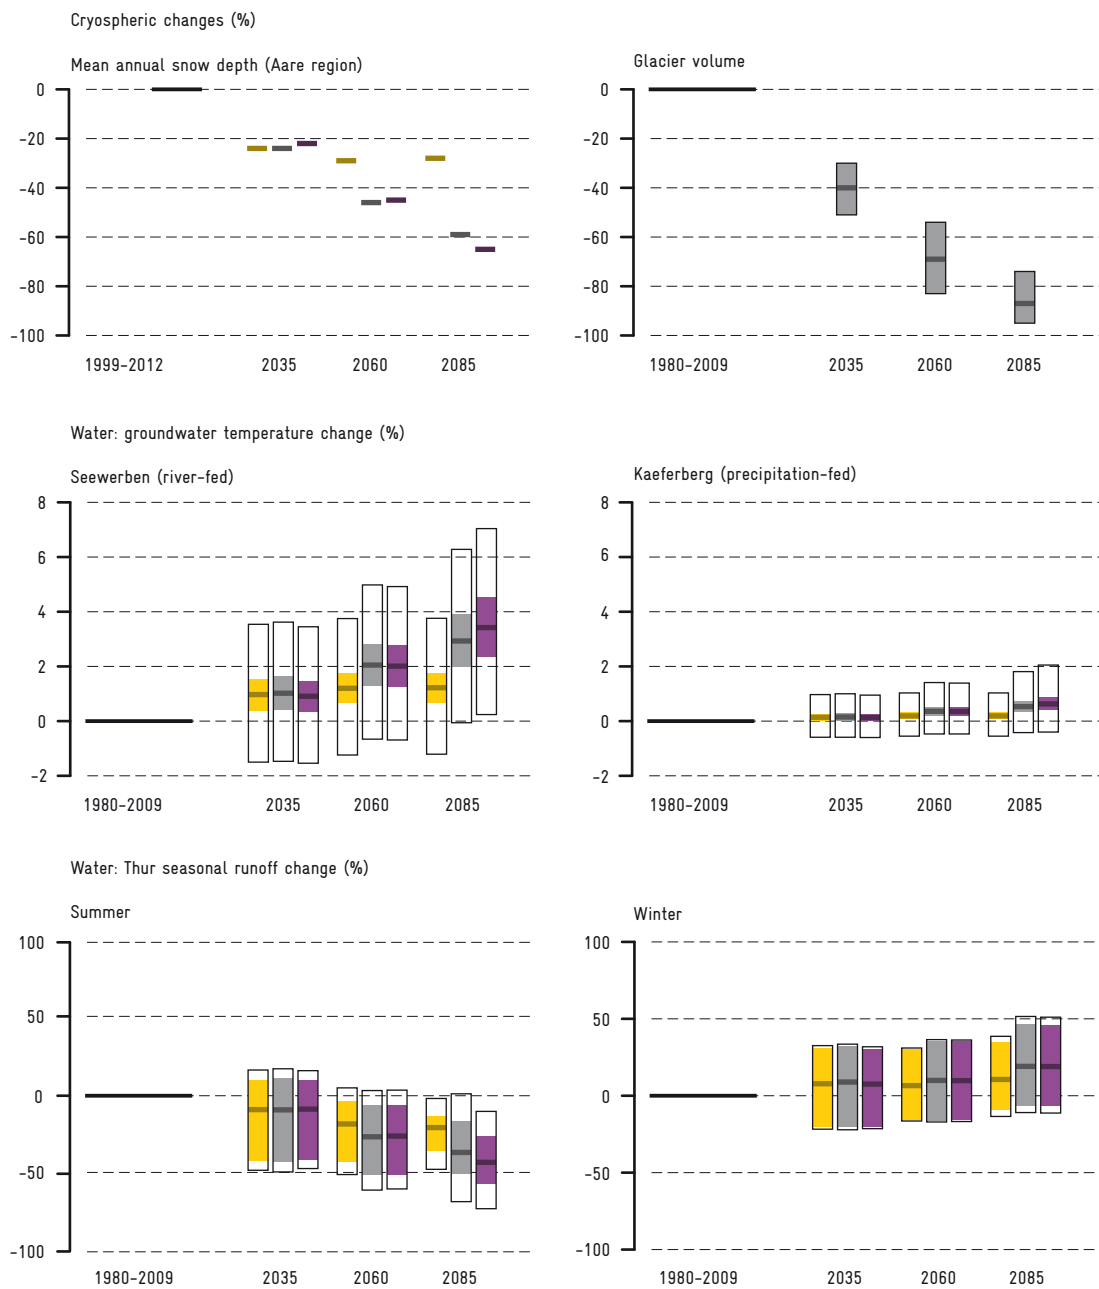 Cryospheric changes (%)
Mean annual snow depth (Aare region)
0
-20
-40
-60
-80
-100
1999-2012 2035 2060 2085
Glacier volume
0
-20
-40
-60
-80
-100
1980-2009 2035 2060 2085
Water: groundwater temperature change (%)
Seewerben (river-fed)
8
6
4
2
0
-2
1980-2009 2035 2060 2085
Kaeferberg (precipitation-fed)
8
6
4
2
0
-2
1980-2009 2035 2060 2085
Water: Thur seasonal runoff change (%)
Summer
100
50
0
-50
-100
1980-2009 2035 2060 2085
Winter
100
50
0
-50
-100
1980-2009 2035 2060 2085